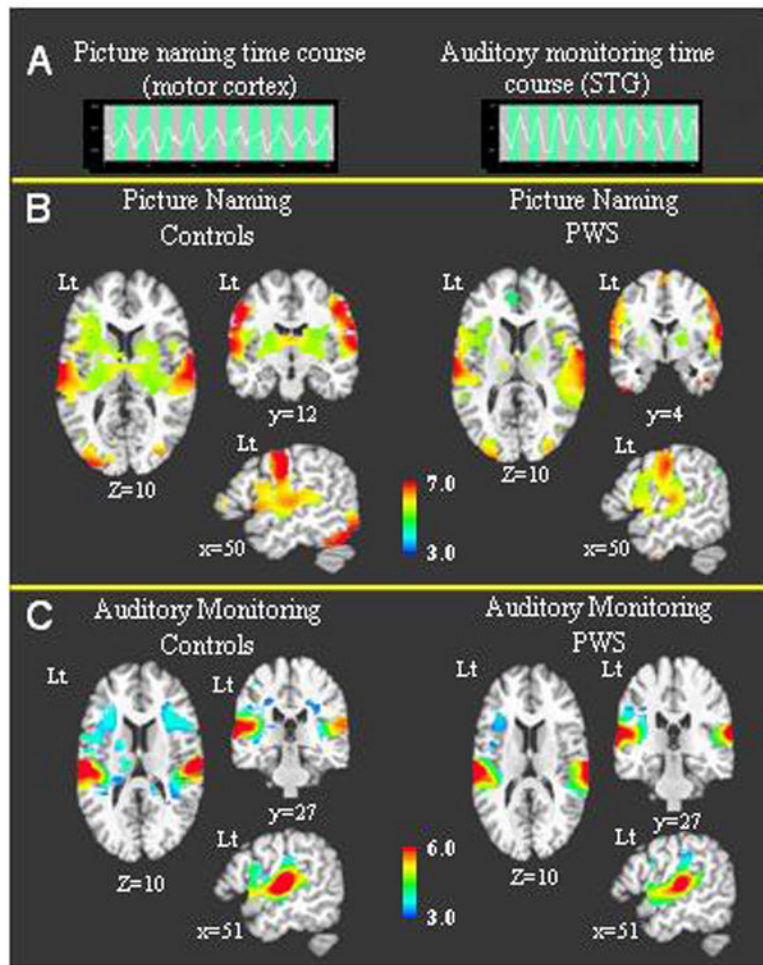 A
Picture naming time course
(motor cortex)
Auditory monitoring time
course (STG)
B
Picture Naming
Controls
Lt
Lt
y=12
Z=10
Lt
x=50
7.0
3.0
Picture Naming
PWS
Lt
Lt
y=4
Z=10
Lt
x=50
C
Auditory Monitoring
Controls
Lt
Lt
y=27
Z=10
Lt
x=51
6.0
3.0
Auditory Monitoring
PWS
Lt
Lt
y=27
Z=10
Lt
x=51